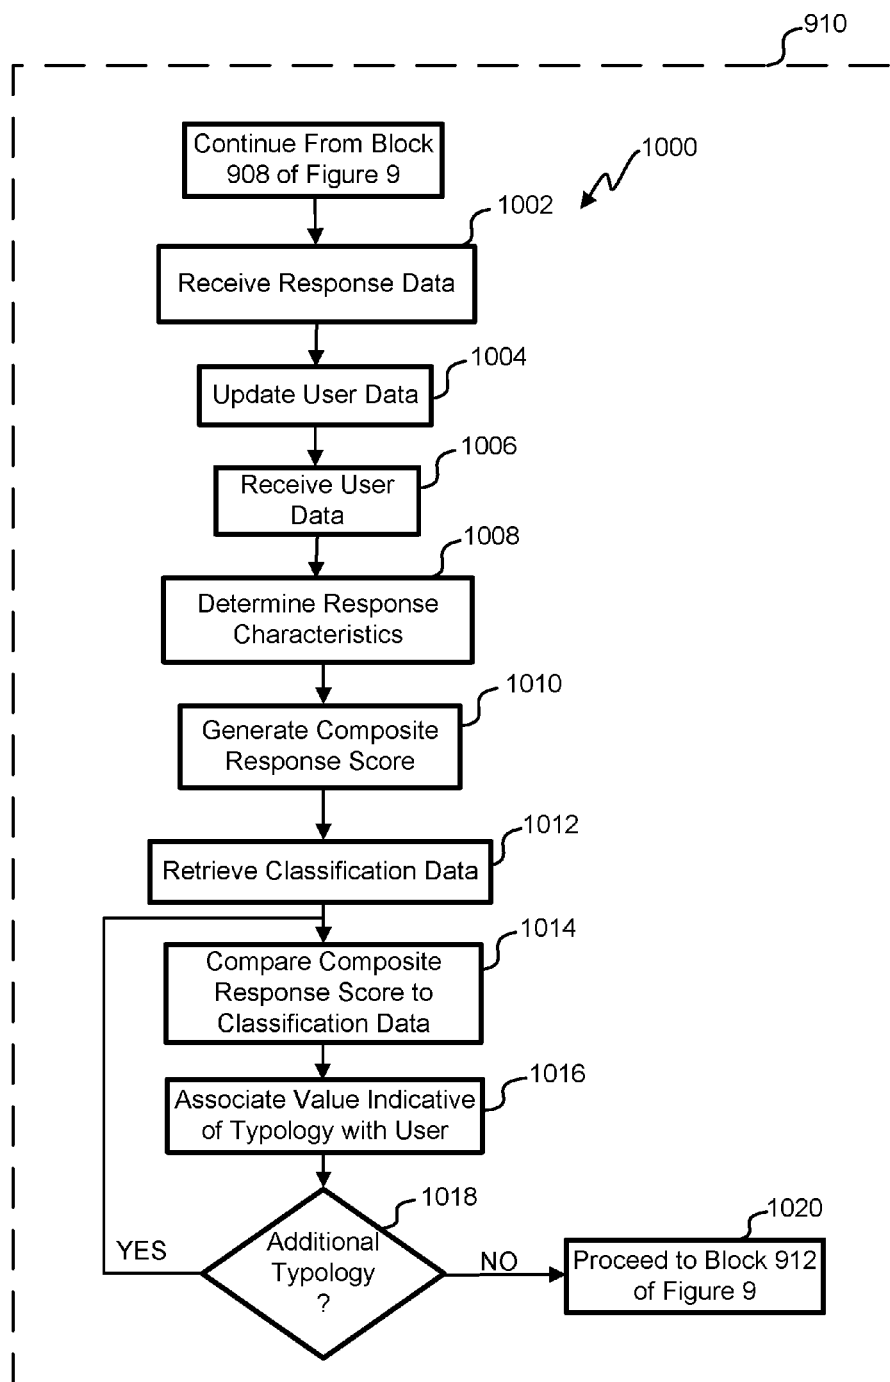 910
Continue From Block
908 of Figure 9
1000
1002
Receive Response Data
1004
Update User Data
1006
Receive User
Data
1008
Determine Response
Characteristics
1010
Generate Composite
Response Score
1012
Retrieve Classification Data
1014
Compare Composite
Response Score to
Classification Data
1016
Associate Value Indicative
of Typology with User
1018
Additional
Typology
?
YES
NO
1020
Proceed to Block 912
of Figure 9